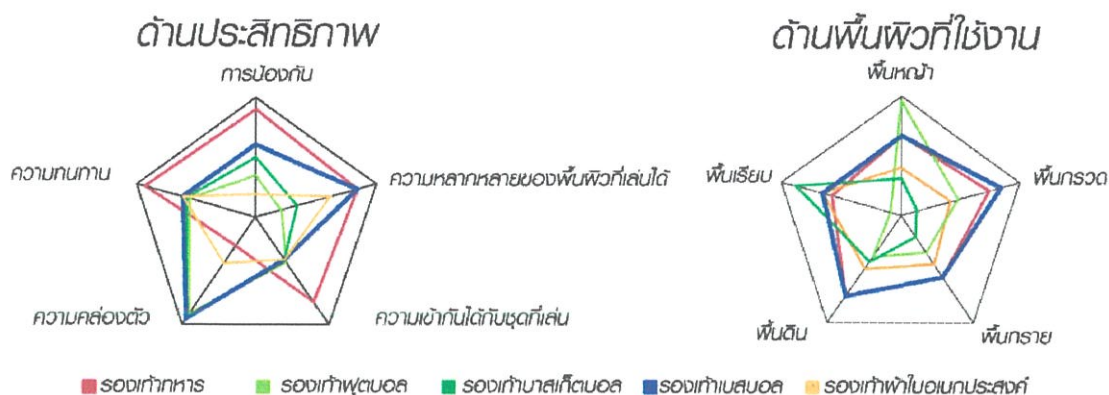 ด้านประสิทธิภาพ
การป้องกัน
ความทนทาน
ความหลากหลายของพื้นผิวที่เล่นได้
ความคล่องตัว
ความเข้ากันได้กับชุดที่เล่น
ด้านพื้นผิวที่ใช้งาน
พื้นหญ้า
พื้นเรียบ
พื้นกรวด
พื้นดิน
พื้นทราย
รองเท้าทหาร รองเท้าฟุตบอล รองเท้าบาสเก็ตบอล รองเท้าเบสบอล รองเท้าผ้าใบอเนกประสงค์